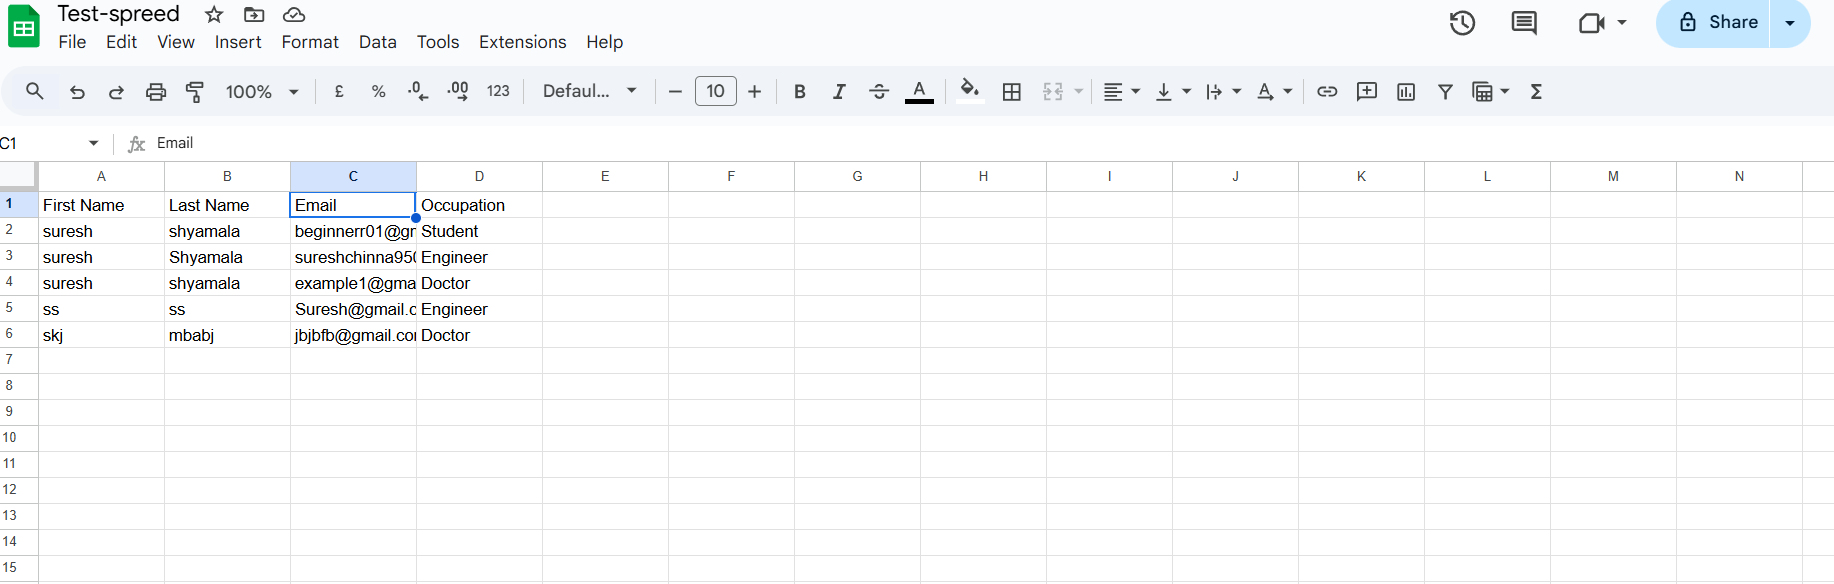 Test-spreed
File Edit View Insert Format Data Tools Extensions Help
Share
100% £ % .0 .00 123 Defaul... 10 B I S A A Σ
C1 fx Email
A B C D E F G H I J K L M N
1 First Name Last Name Email Occupation
2 suresh shyamala beginnerr01@gr Student
3 suresh Shyamala sureshchinna950 Engineer
4 suresh shyamala example1@gma Doctor
5 ss ss Suresh@gmail.c Engineer
6 skj mbabj jbjbfb@gmail.co Doctor
7
8
9
10
11
12
13
14
15